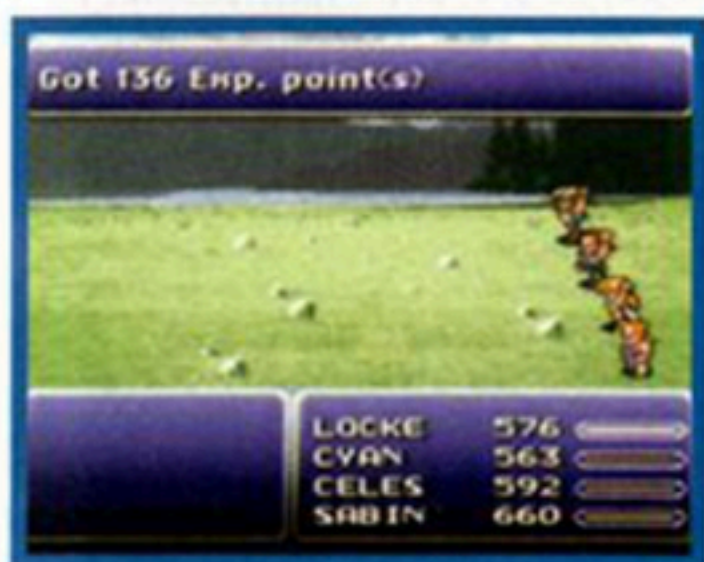 Got 136 Exp. point(s)
LOCKE 576
CYAN 563
CELES 592
SABIN 660